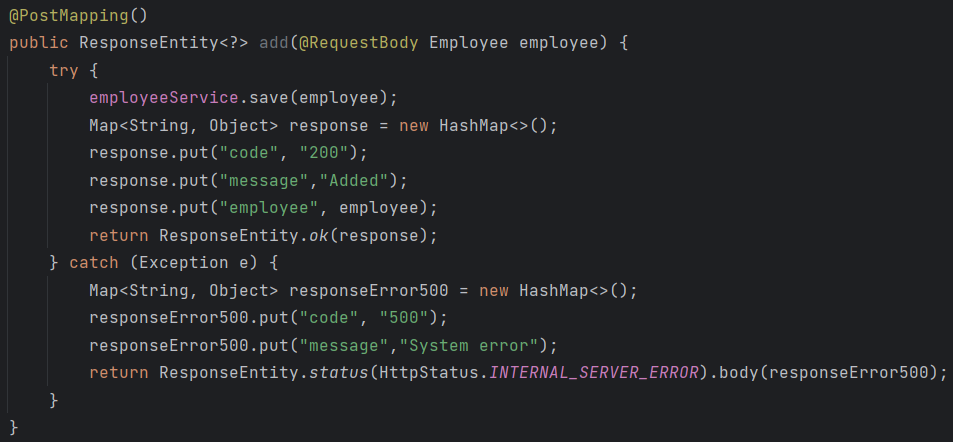 @PostMapping()
public ResponseEntity<?> add(@RequestBody Employee employee) {
    try {
        employeeService.save(employee);
        Map<String, Object> response = new HashMap<>();
        response.put("code", "200");
        response.put("message","Added");
        response.put("employee", employee);
        return ResponseEntity.ok(response);
    } catch (Exception e) {
        Map<String, Object> responseError500 = new HashMap<>();
        responseError500.put("code", "500");
        responseError500.put("message","System error");
        return ResponseEntity.status(HttpStatus.INTERNAL_SERVER_ERROR).body(responseError500);
    }
}